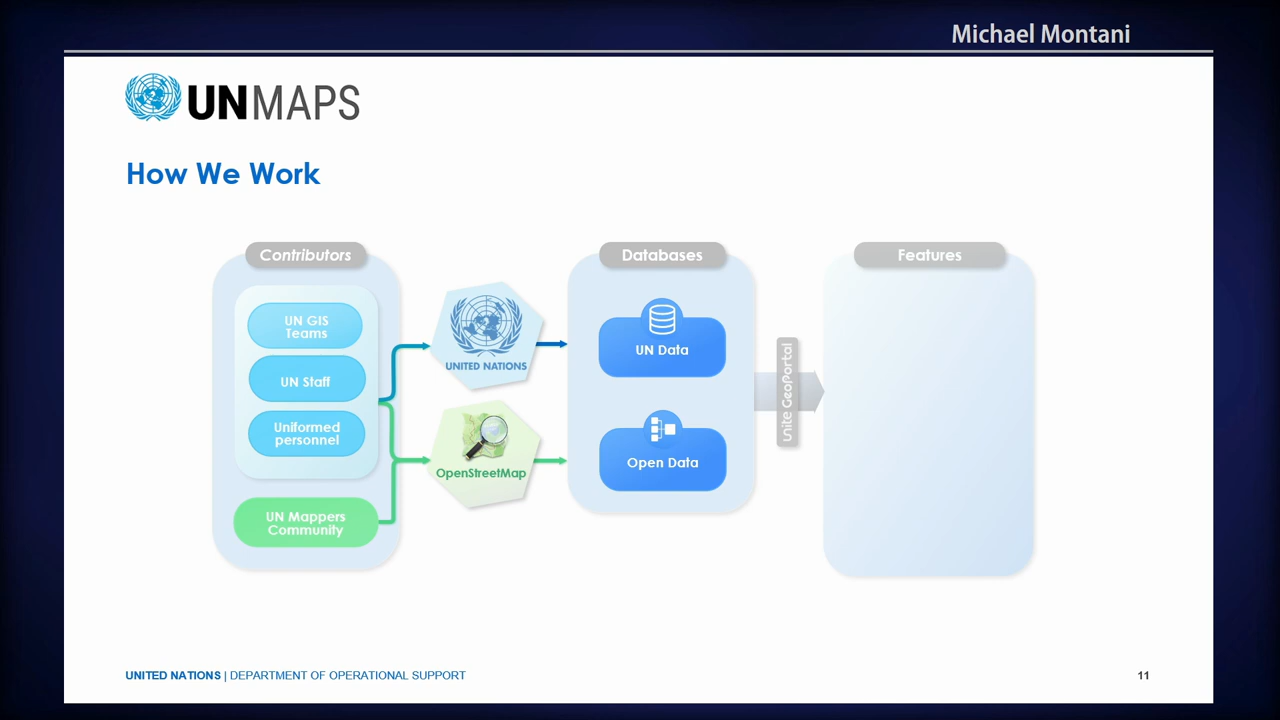 Michael Montani
UNMAPS
How We Work
Contributors
UN GIS
Teams
UN Staff
Uniformed
personnel
UN Mappers
Community
UNITED NATIONS
OpenStreetMap
Databases
UN Data
Open Data
Unite GeoPortal
Features
UNITED NATIONS | DEPARTMENT OF OPERATIONAL SUPPORT
11